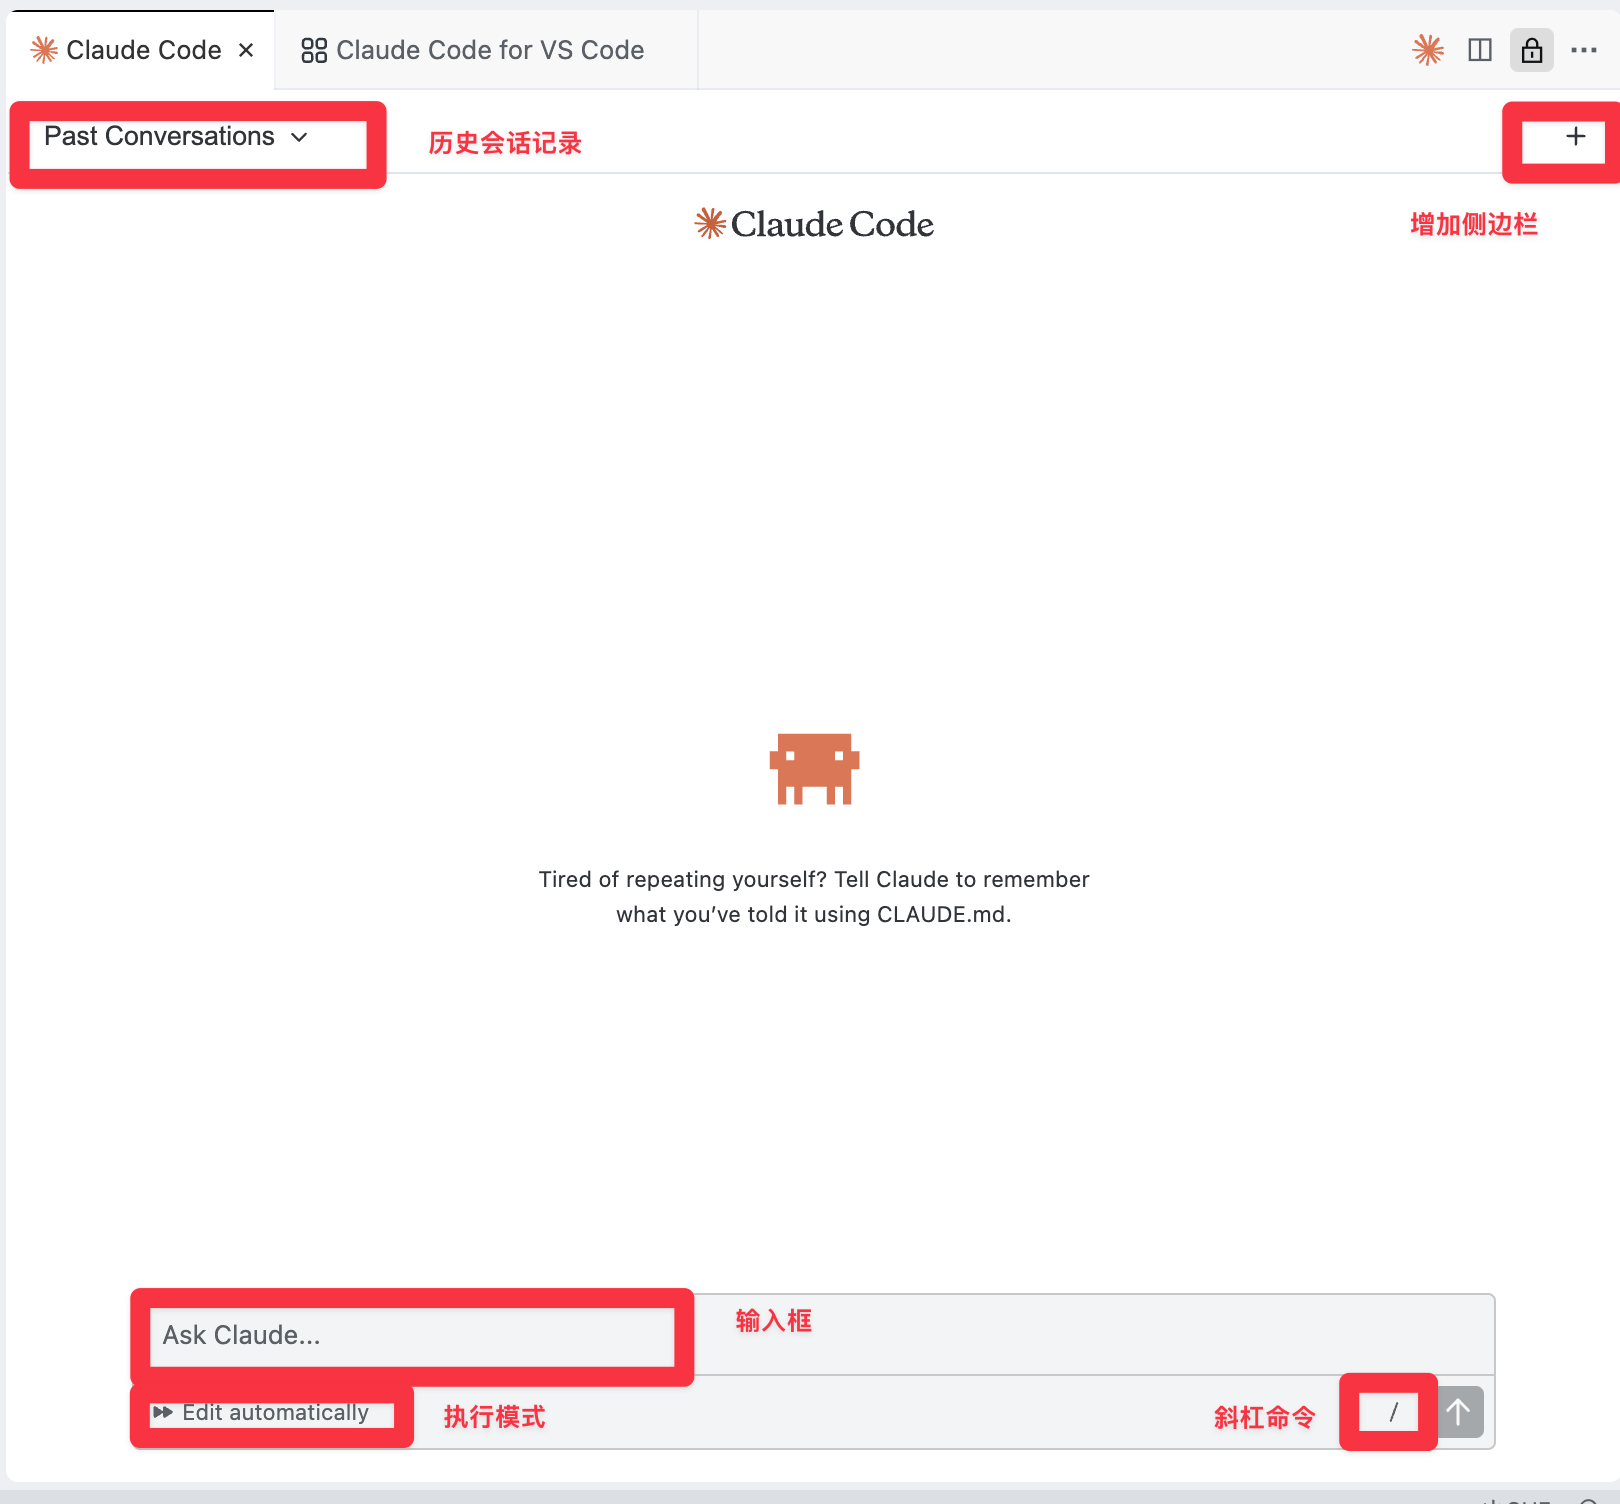 Claude Code
Claude Code for VS Code
Past Conversations
历史会话记录
Claude Code
增加侧边栏
Tired of repeating yourself? Tell Claude to remember
what you’ve told it using CLAUDE.md.
Ask Claude...
输入框
Edit automatically
执行模式
斜杠命令
/